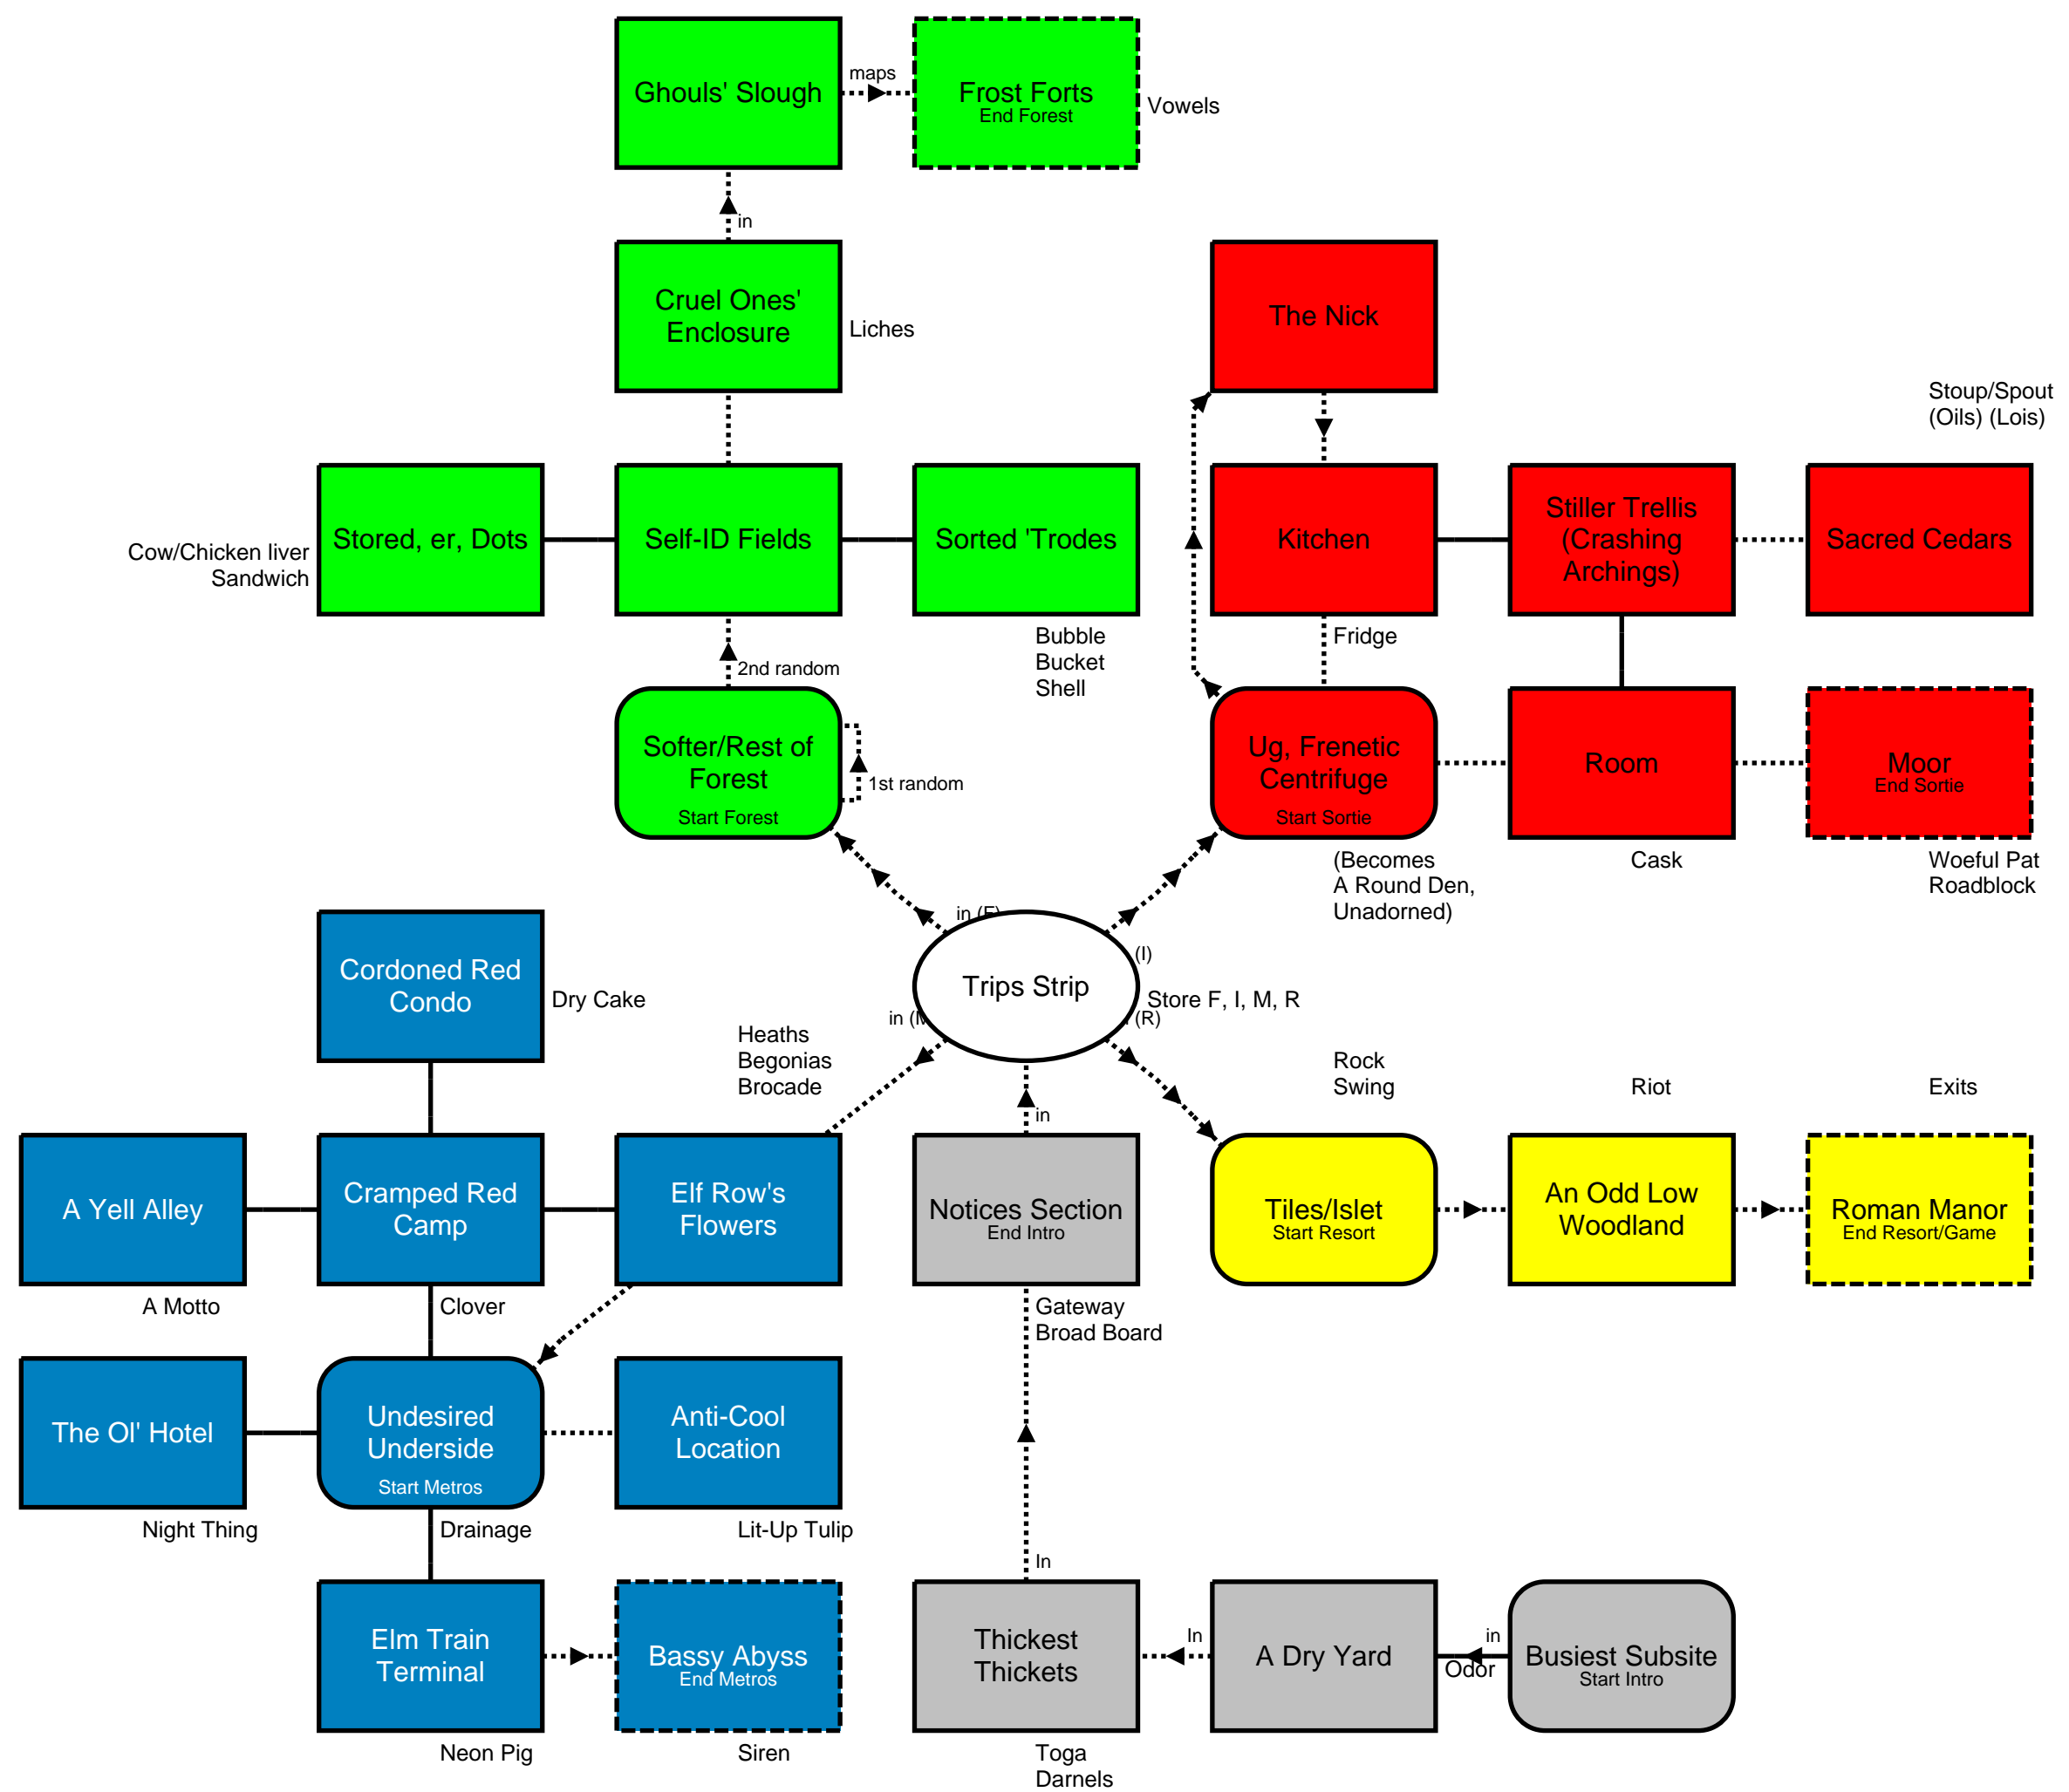 Ghouls' Slough
maps
Frost Forts
End Forest
Vowels
in
Cruel Ones'
Enclosure
Liches
The Nick
Stoup/Spout
(Oils) (Lois)
Cow/Chicken liver
Sandwich
Stored, er, Dots
Self-ID Fields
Sorted 'Trodes
Kitchen
Stiller Trellis
(Crashing
Archings)
Sacred Cedars
Bubble
Bucket
Shell
Fridge
2nd random
Softer/Rest of
Forest
Start Forest
1st random
Ug, Frenetic
Centrifuge
Start Sortie
Room
Moor
End Sortie
(Becomes
A Round Den,
Unadorned)
Cask
Woeful Pat
Roadblock
in (F)
(I)
Cordoned Red
Condo
Dry Cake
Trips Strip
Store F, I, M, R
in (M
(R)
Heaths
Begonias
Brocade
Rock
Swing
Riot
Exits
in
A Yell Alley
Cramped Red
Camp
Elf Row's
Flowers
Notices Section
End Intro
Tiles/Islet
Start Resort
An Odd Low
Woodland
Roman Manor
End Resort/Game
A Motto
Clover
Gateway
Broad Board
The Ol' Hotel
Undesired
Underside
Start Metros
Anti-Cool
Location
Night Thing
Drainage
Lit-Up Tulip
In
Elm Train
Terminal
Bassy Abyss
End Metros
Thickest
Thickets
In
A Dry Yard
in
Odor
Busiest Subsite
Start Intro
Neon Pig
Siren
Toga
Darnels